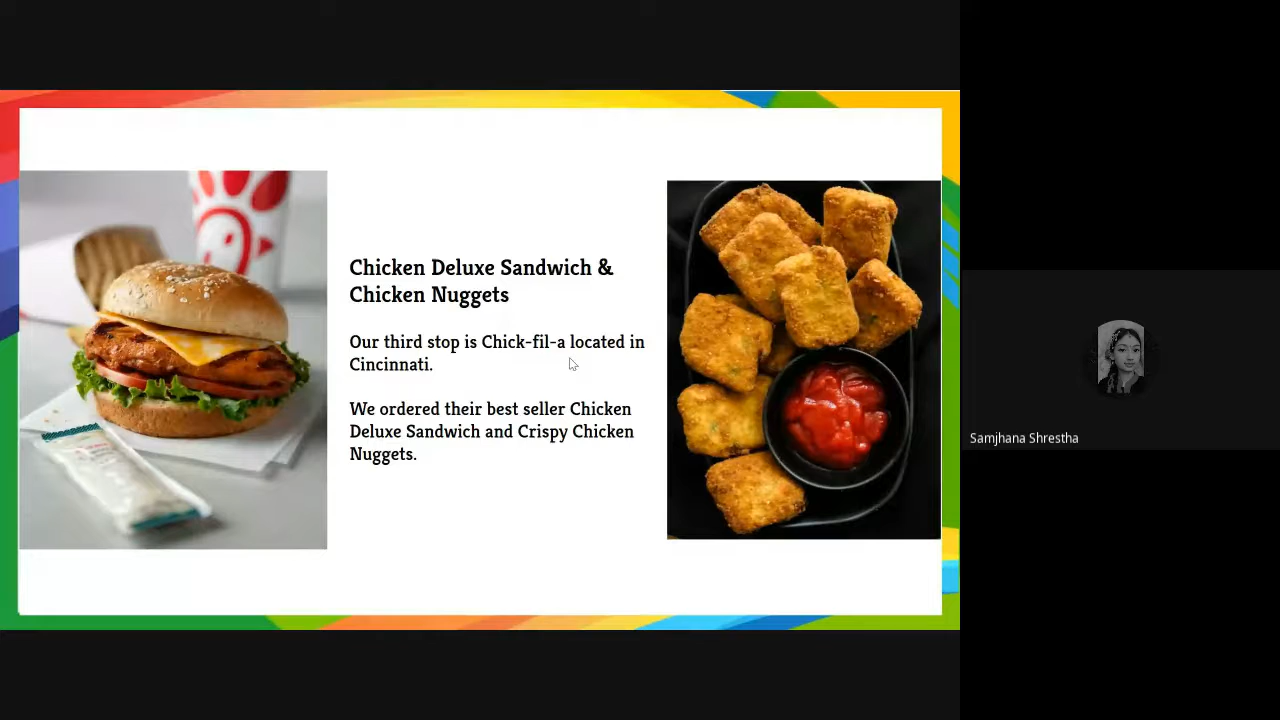 Chicken Deluxe Sandwich &
Chicken Nuggets
Our third stop is Chick-fil-a located in
Cincinnati.
We ordered their best seller Chicken
Deluxe Sandwich and Crispy Chicken
Nuggets.
Samjhana Shrestha